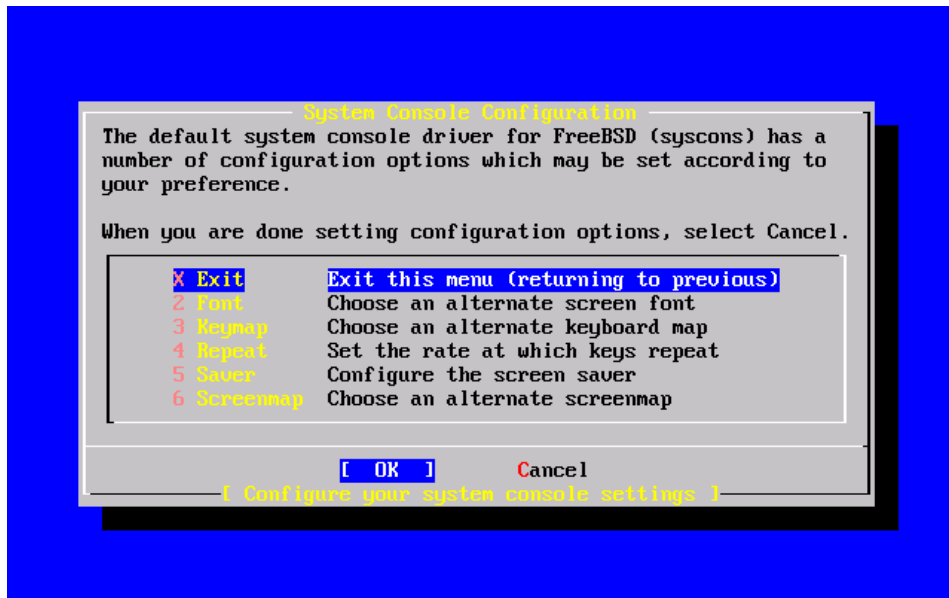 System Console Configuration
The default system console driver for FreeBSD (syscons) has a
number of configuration options which may be set according to
your preference.
When you are done setting configuration options, select Cancel.
X Exit Exit this menu (returning to previous)
2 Font Choose an alternate screen font
3 Keymap Choose an alternate keyboard map
4 Repeat Set the rate at which keys repeat
5 Saver Configure the screen saver
6 Screenmap Choose an alternate screenmap
[ OK ] Cancel
[ Configure your system console settings ]